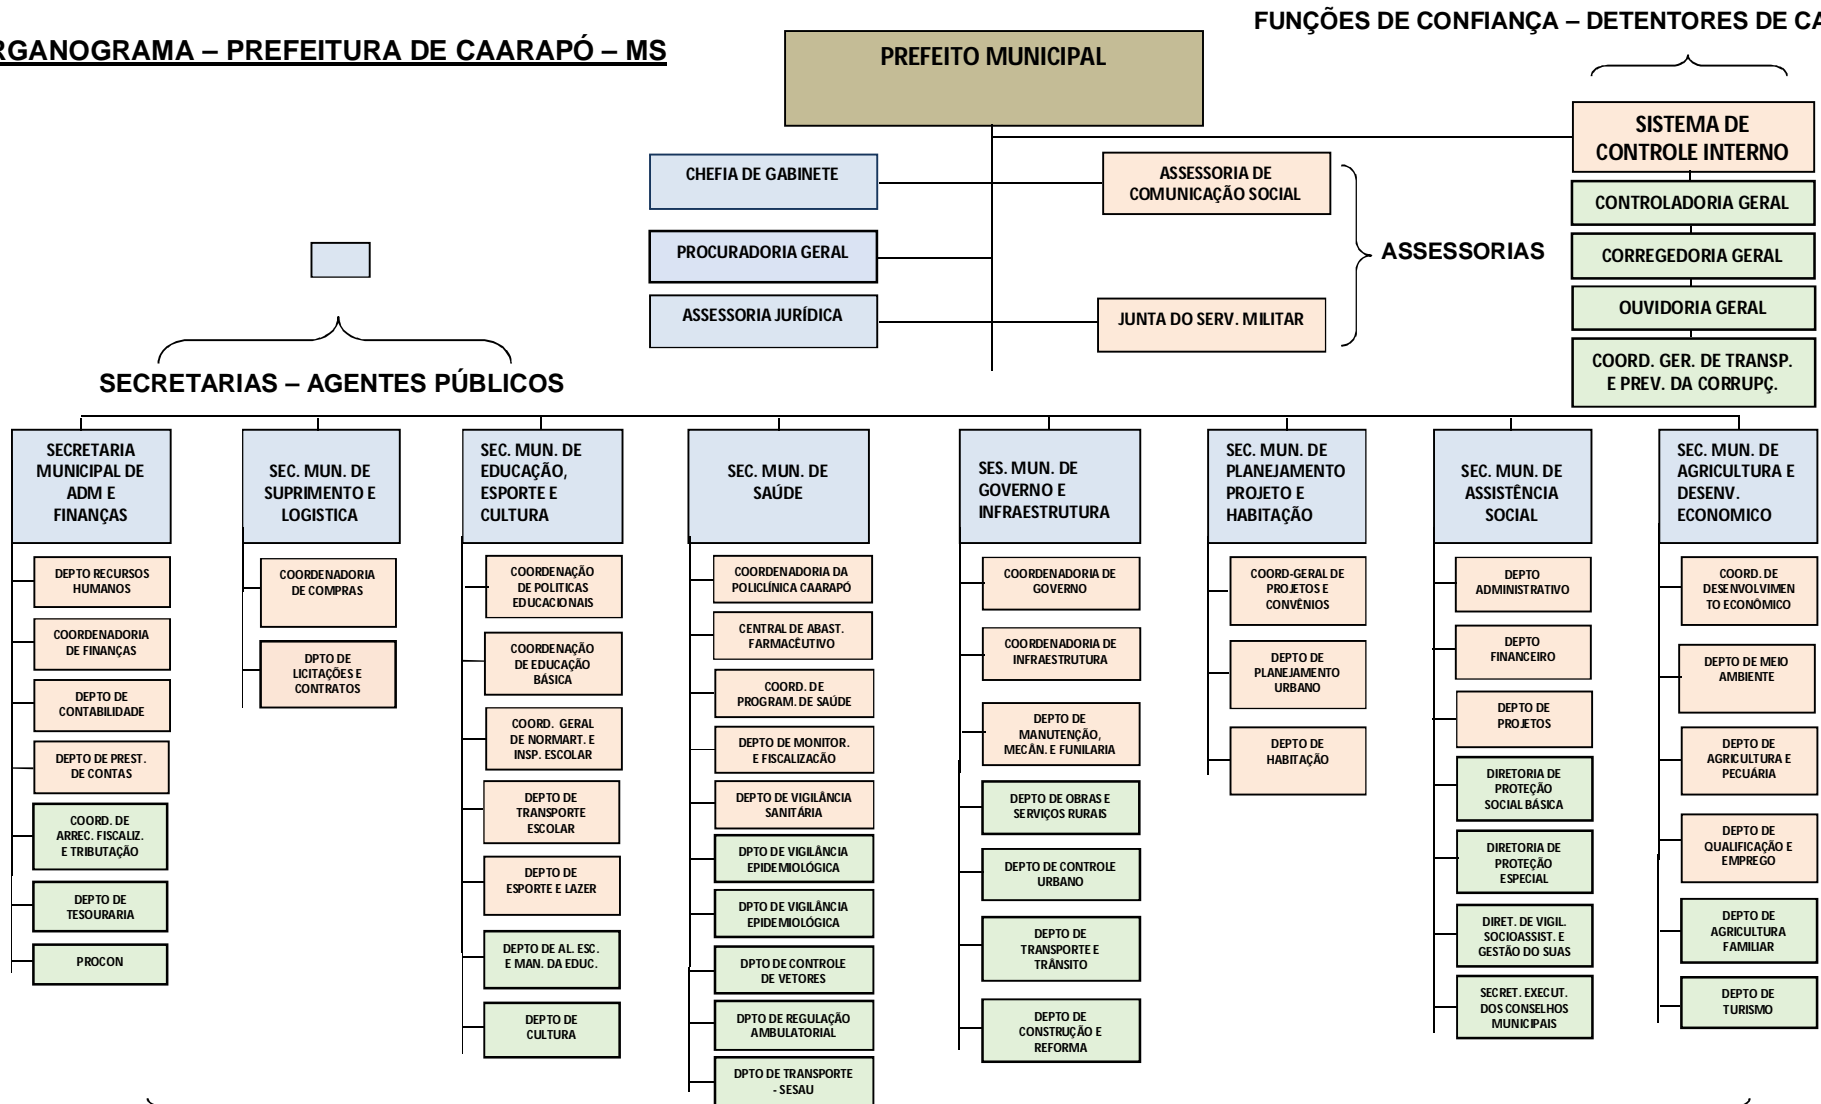 FUNÇÕES DE CONFIANÇA – DETENTORES DE CA
RGANOGRAMA – PREFEITURA DE CAARAPÓ – MS
PREFEITO MUNICIPAL
SISTEMA DE
CONTROLE INTERNO
CONTROLADORIA GERAL
CORREGEDORIA GERAL
OUVIDORIA GERAL
COORD. GER. DE TRANSP.
E PREV. DA CORRUPÇ.
CHEFIA DE GABINETE
PROCURADORIA GERAL
ASSESSORIA JURÍDICA
ASSESSORIA DE
COMUNICAÇÃO SOCIAL
JUNTA DO SERV. MILITAR
ASSESSORIAS
SECRETARIAS – AGENTES PÚBLICOS
SECRETARIA
MUNICIPAL DE
ADM E
FINANÇAS
DEPTO RECURSOS
HUMANOS
COORDENADORIA
DE FINANÇAS
DEPTO DE
CONTABILIDADE
DEPTO DE PREST.
DE CONTAS
COORD. DE
ARREC. FISCALIZ.
E TRIBUTAÇÃO
DEPTO DE
TESOURARIA
PROCON
SEC. MUN. DE
SUPRIMENTO E
LOGISTICA
COORDENADORIA
DE COMPRAS
DPTO DE
LICITAÇÕES E
CONTRATOS
SEC. MUN. DE
EDUCAÇÃO,
ESPORTE E
CULTURA
COORDENAÇÃO
DE POLITICAS
EDUCACIONAIS
COORDENAÇÃO
DE EDUCAÇÃO
BÁSICA
COORD. GERAL
DE NORMART. E
INSP. ESCOLAR
DEPTO DE
TRANSPORTE
ESCOLAR
DEPTO DE
ESPORTE E LAZER
DEPTO DE AL. ESC.
E MAN. DA EDUC.
DEPTO DE
CULTURA
SEC. MUN. DE
SAÚDE
COORDENADORIA DA
POLICLÍNICA CAARAPÓ
CENTRAL DE ABAST.
FARMACÊUTIVO
COORD. DE
PROGRAM. DE SAÚDE
DEPTO DE MONITOR.
E FISCALIZACÃO
DEPTO DE VIGILÂNCIA
SANITÁRIA
DPTO DE VIGILÂNCIA
EPIDEMIOLÓGICA
DPTO DE VIGILÂNCIA
EPIDEMIOLÓGICA
DPTO DE CONTROLE
DE VETORES
DPTO DE REGULAÇÃO
AMBULATORIAL
DPTO DE TRANSPORTE
- SESAU
SES. MUN. DE
GOVERNO E
INFRAESTRUTURA
COORDENADORIA DE
GOVERNO
COORDENADORIA DE
INFRAESTRUTURA
DEPTO DE
MANUTENÇÃO,
MECÂN. E FUNILARIA
DEPTO DE OBRAS E
SERVIÇOS RURAIS
DEPTO DE CONTROLE
URBANO
DEPTO DE
TRANSPORTE E
TRÂNSITO
DEPTO DE
CONSTRUÇÃO E
REFORMA
SEC. MUN. DE
PLANEJAMENTO
PROJETO E
HABITAÇÃO
COORD-GERAL DE
PROJETOS E
CONVÊNIOS
DEPTO DE
PLANEJAMENTO
URBANO
DEPTO DE
HABITAÇÃO
SEC. MUN. DE
ASSISTÊNCIA
SOCIAL
DEPTO
ADMINISTRATIVO
DEPTO
FINANCEIRO
DEPTO DE
PROJETOS
DIRETORIA DE
PROTEÇÃO
SOCIAL BÁSICA
DIRETORIA DE
PROTEÇÃO
ESPECIAL
DIRET. DE VIGIL.
SOCIOASSIST. E
GESTÃO DO SUAS
SECRET. EXECUT.
DOS CONSELHOS
MUNICIPAIS
SEC. MUN. DE
AGRICULTURA E
DESENV.
ECONOMICO
COORD. DE
DESENVOLVIMEN
TO ECONÔMICO
DEPTO DE MEIO
AMBIENTE
DEPTO DE
AGRICULTURA E
PECUÁRIA
DEPTO DE
QUALIFICAÇÃO E
EMPREGO
DEPTO DE
AGRICULTURA
FAMILIAR
DEPTO DE
TURISMO